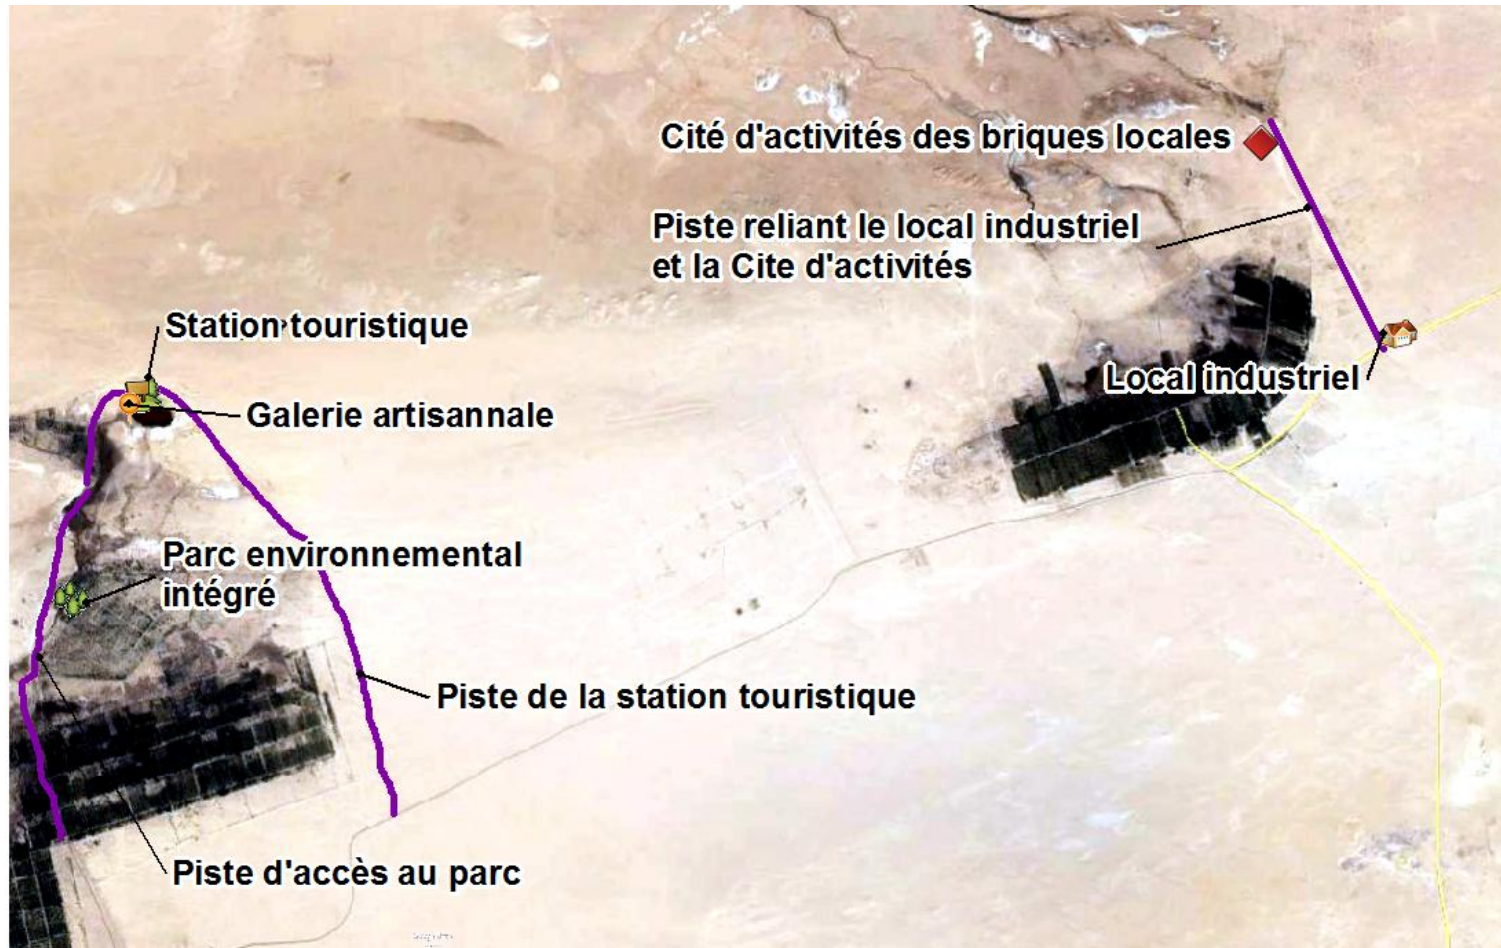 Cité d'activités des briques locales
Piste reliant le local industriel
et la Cite d'activités
Station touristique
Local industriel
Galerie artisannale
Parc environnemental
intégré
Piste de la station touristique
Piste d'accès au parc